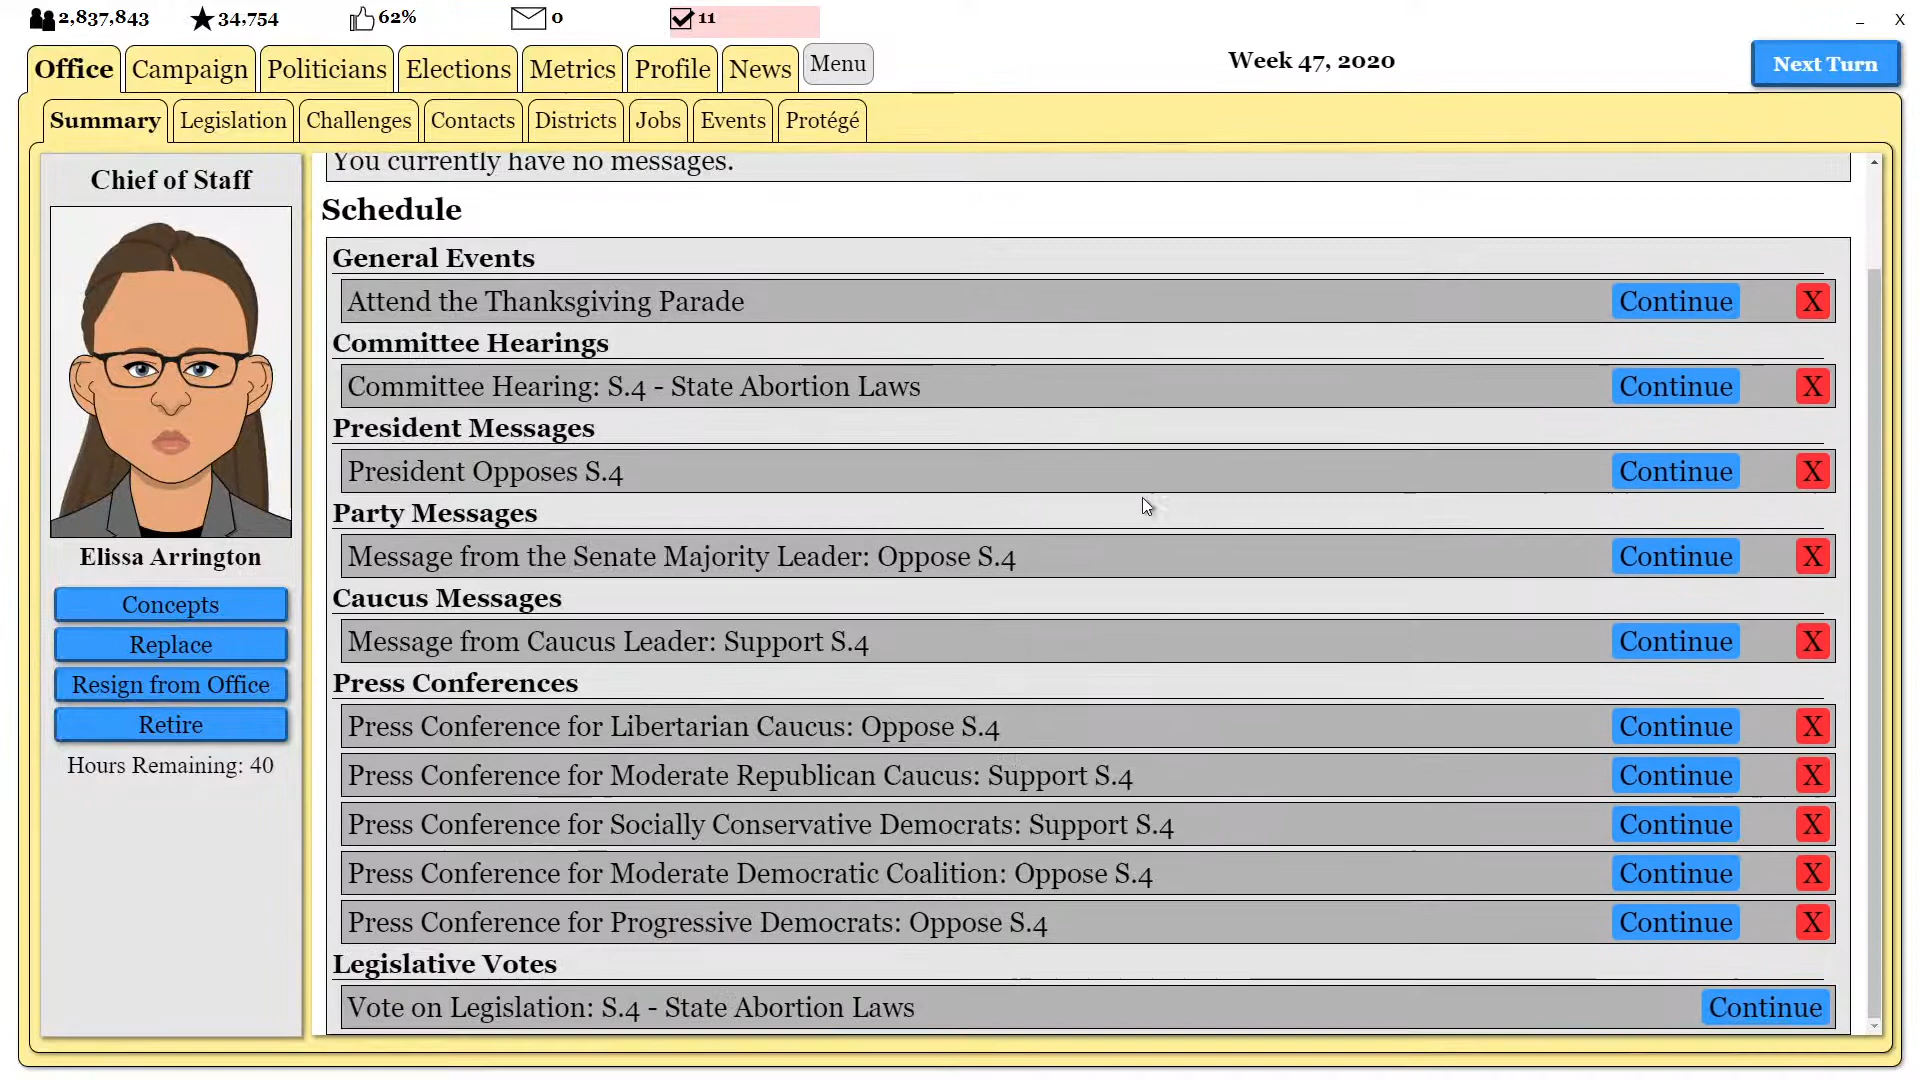 2,837,843 34,754 62% 0 11
_ X
Office Campaign Politicians Elections Metrics Profile News Menu
Week 47, 2020
Next Turn
Summary Legislation Challenges Contacts Districts Jobs Events Protégé
Chief of Staff
Elissa Arrington
Concepts
Replace
Resign from Office
Retire
Hours Remaining: 40
You currently have no messages.
Schedule
General Events
Attend the Thanksgiving Parade Continue X
Committee Hearings
Committee Hearing: S.4 - State Abortion Laws Continue X
President Messages
President Opposes S.4 Continue X
Party Messages
Message from the Senate Majority Leader: Oppose S.4 Continue X
Caucus Messages
Message from Caucus Leader: Support S.4 Continue X
Press Conferences
Press Conference for Libertarian Caucus: Oppose S.4 Continue X
Press Conference for Moderate Republican Caucus: Support S.4 Continue X
Press Conference for Socially Conservative Democrats: Support S.4 Continue X
Press Conference for Moderate Democratic Coalition: Oppose S.4 Continue X
Press Conference for Progressive Democrats: Oppose S.4 Continue X
Legislative Votes
Vote on Legislation: S.4 - State Abortion Laws Continue